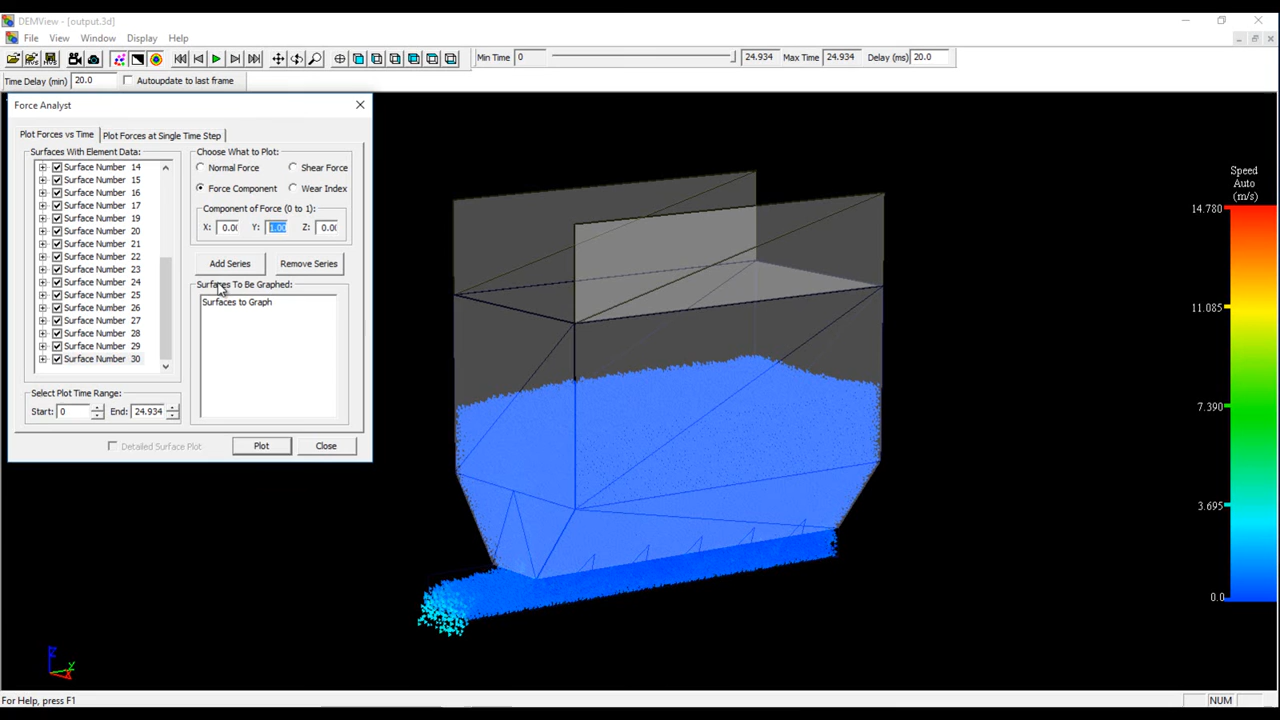 DEMView - [output.3d]
File View Window Display Help
Min Time 0 24.934 Max Time 24.934 Delay (ms) 20.0
Time Delay (min) 20.0 Autoupdate to last frame
Force Analyst
Plot Forces vs Time Plot Forces at Single Time Step
Surfaces With Element Data:
Surface Number 14
Surface Number 15
Surface Number 16
Surface Number 17
Surface Number 19
Surface Number 20
Surface Number 21
Surface Number 22
Surface Number 23
Surface Number 24
Surface Number 25
Surface Number 26
Surface Number 27
Surface Number 28
Surface Number 29
Surface Number 30
Select Plot Time Range:
Start: 0 End: 24.934
Choose What to Plot:
Normal Force Shear Force
Force Component Wear Index
Component of Force (0 to 1):
X: 0.00 Y: 1.00 Z: 0.00
Add Series Remove Series
Surfaces To Be Graphed:
Surfaces to Graph
Detailed Surface Plot Plot Close
Speed
Auto
(m/s)
14.780
11.085
7.390
3.695
0.0
Z
Y
For Help, press F1 NUM